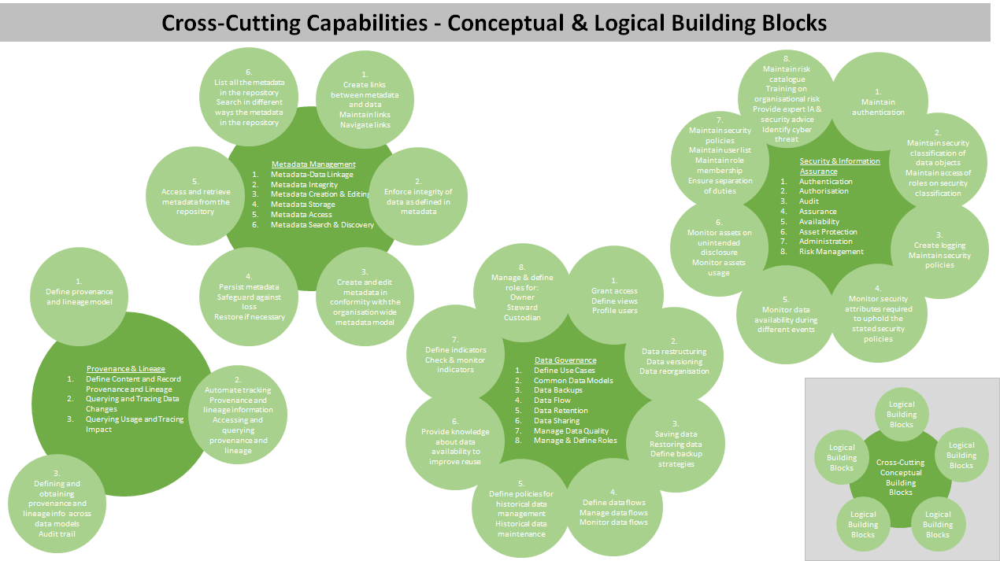 Cross-Cutting Capabilities - Conceptual & Logical Building Blocks
6.
List all the metadata
in the repository
Search in different
ways the metadata
in the repository
1.
Create links
between metadata
and data
Maintain links
Navigate links
Metadata Management
1. Metadata-Data Linkage
2. Metadata Integrity
3. Metadata Creation & Editing
4. Metadata Storage
5. Metadata Access
6. Metadata Search & Discovery
5.
Access and retrieve
metadata from the
repository
2.
Enforce integrity of
data as defined in
metadata
4.
Persist metadata
Safeguard against
loss
Restore if necessary
3.
Create and edit
metadata in
conformity with the
organisation wide
metadata model
8.
Maintain risk
catalogue
Training on
organisational risk
Provide expert IA &
security advice
Identify cyber
threat
1.
Maintain
authentication
7.
Maintain security
policies
Maintain user list
Maintain role
membership
Ensure separation
of duties
2.
Maintain security
classification of
data objects
Maintain access of
roles on security
classification
Security & Information
Assurance
1. Authentication
2. Authorisation
3. Audit
4. Assurance
5. Availability
6. Asset Protection
7. Administration
8. Risk Management
6.
Monitor assets on
unintended
disclosure
Monitor assets
usage
3.
Create logging
Maintain security
policies
5.
Monitor data
availability during
different events
4.
Monitor security
attributes required
to uphold the
stated security
policies
1.
Define provenance
and lineage model
Provenance & Lineage
1. Define Content and Record
Provenance and Lineage
2. Querying and Tracing Data
Changes
3. Querying Usage and Tracing
Impact
2.
Automate tracking
Provenance and
lineage information
Accessing and
querying
provenance and
lineage
3.
Defining and
obtaining
provenance and
lineage info across
data models
Audit trail
8.
Manage & define
roles for:
Owner
Steward
Custodian
1.
Grant access
Define views
Profile users
7.
Define indicators
Check & monitor
indicators
2.
Data restructuring
Data versioning
Data reorganisation
Data Governance
1. Define Use Cases
2. Common Data Models
3. Data Backups
4. Data Flow
5. Data Retention
6. Data Sharing
7. Manage Data Quality
8. Manage & Define Roles
6.
Provide knowledge
about data
availability to
improve reuse
3.
Saving data
Restoring data
Define backup
strategies
5.
Define policies for
historical data
management
Historical data
maintenance
4.
Define data flows
Manage data flows
Monitor data flows
Logical
Building
Blocks
Logical
Building
Blocks
Logical
Building
Blocks
Cross-Cutting
Conceptual
Building
Blocks
Logical
Building
Blocks
Logical
Building
Blocks